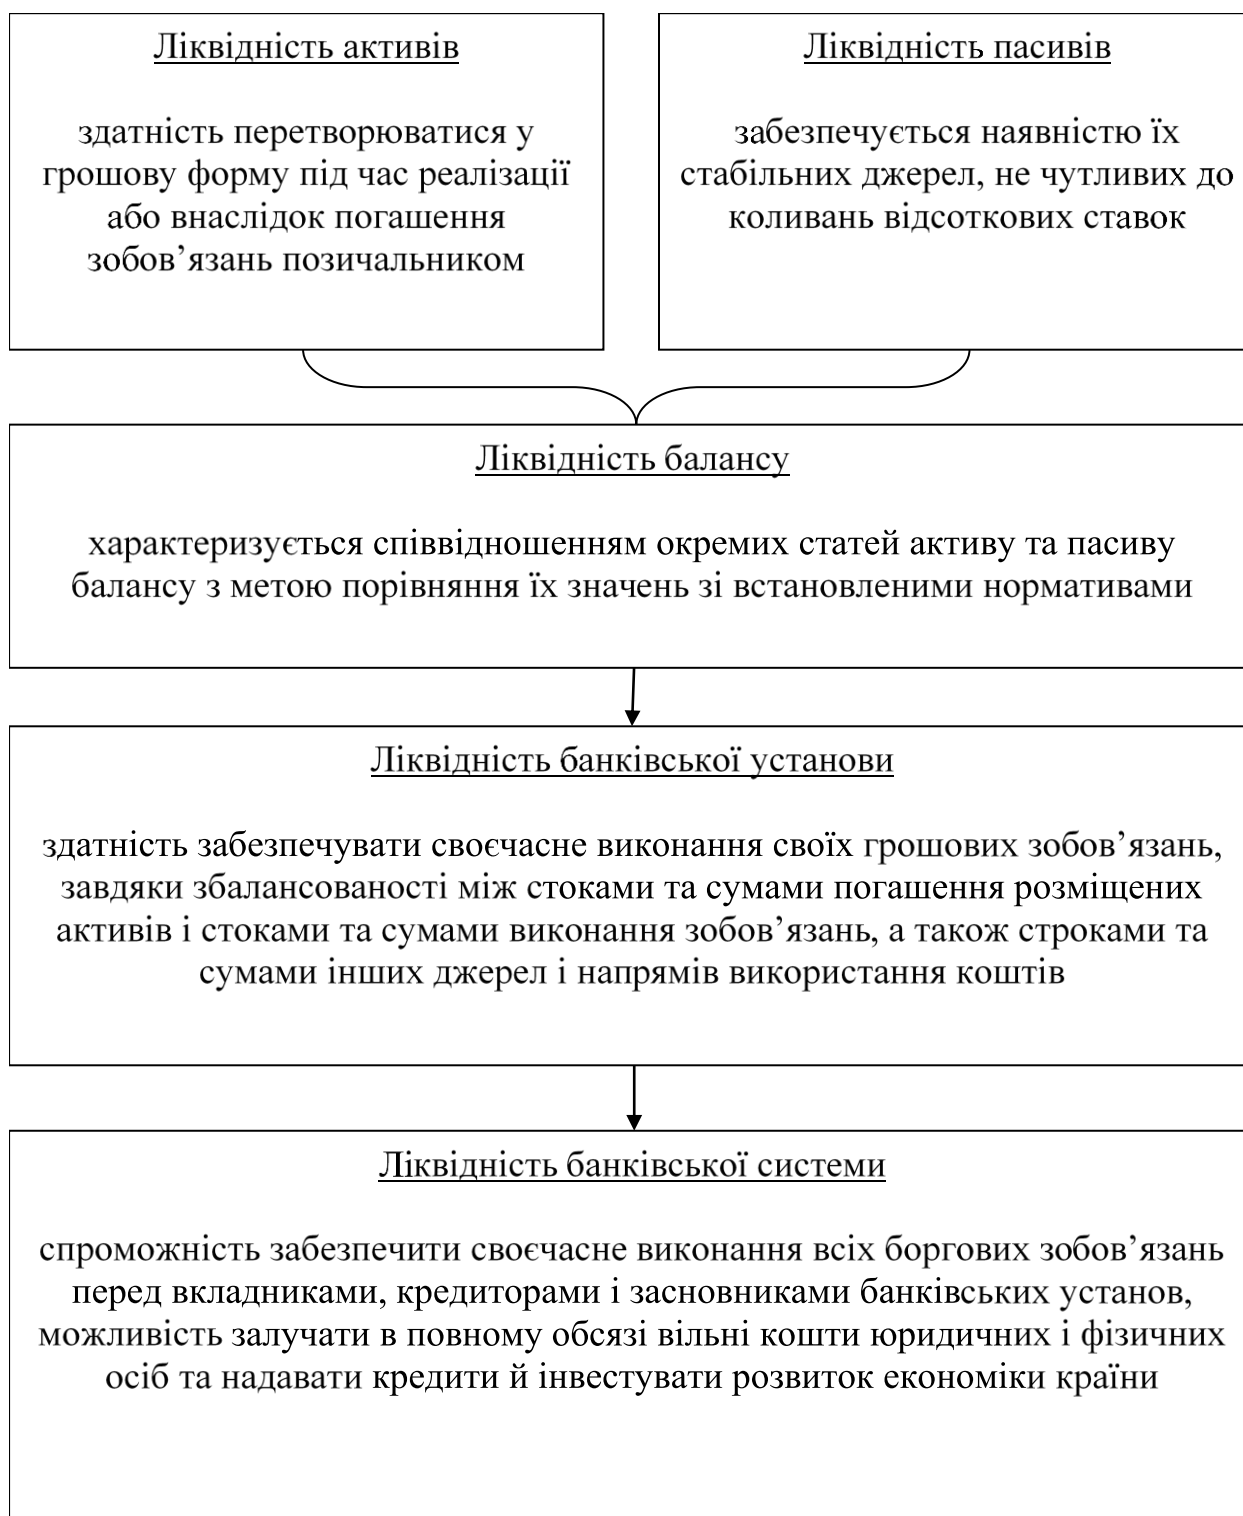 Ліквідність активів
здатність перетворюватися у
грошову форму під час реалізації
або внаслідок погашення
зобов’язань позичальником
Ліквідність пасивів
забезпечується наявністю їх
стабільних джерел, не чутливих до
коливань відсоткових ставок
Ліквідність балансу
характеризується співвідношенням окремих статей активу та пасиву
балансу з метою порівняння їх значень зі встановленими нормативами
Ліквідність банківської установи
здатність забезпечувати своєчасне виконання своїх грошових зобов’язань,
завдяки збалансованості між стоками та сумами погашення розміщених
активів і стоками та сумами виконання зобов’язань, а також строками та
сумами інших джерел і напрямів використання коштів
Ліквідність банківської системи
спроможність забезпечити своєчасне виконання всіх боргових зобов’язань
перед вкладниками, кредиторами і засновниками банківських установ,
можливість залучати в повному обсязі вільні кошти юридичних і фізичних
осіб та надавати кредити й інвестувати розвиток економіки країни